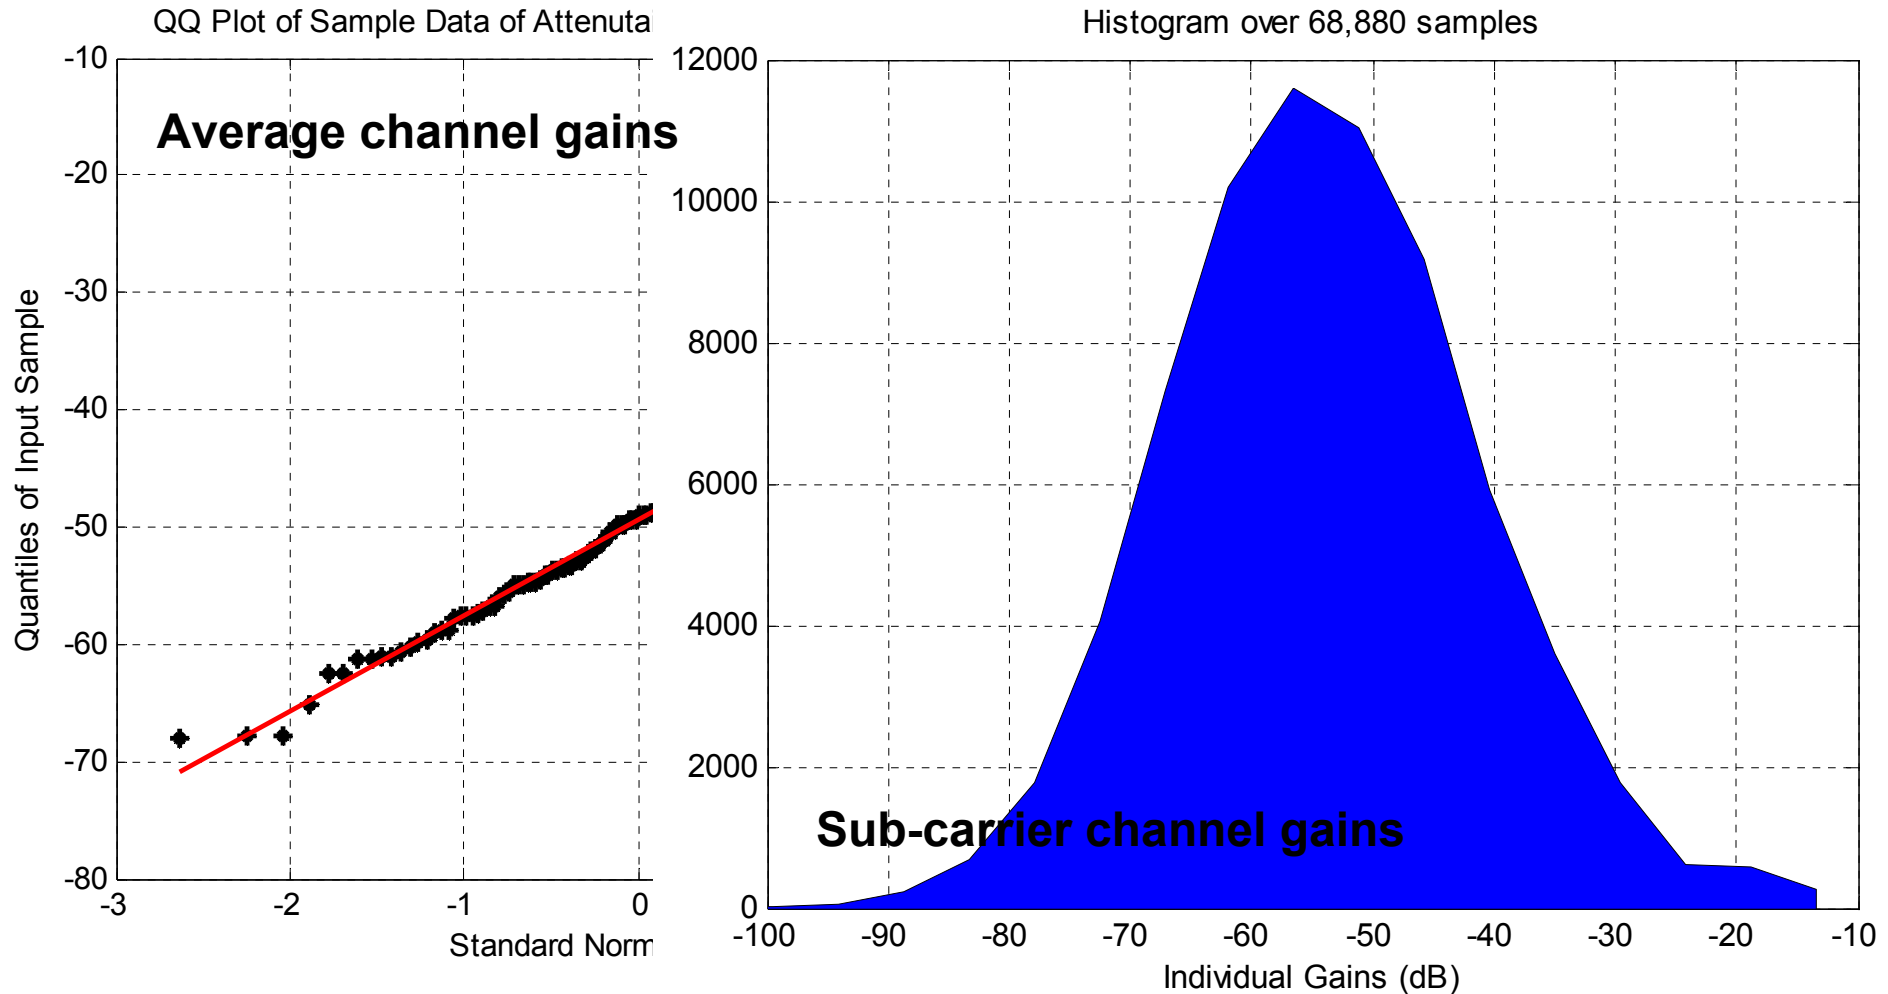 QQ Plot of Sample Data of Attenuta
Average channel gains
Quantiles of Input Sample
-10
-20
-30
-40
-50
-60
-70
-80
-3 -2 -1 0
Standard Norm
Histogram over 68,880 samples
12000
10000
8000
6000
4000
2000
0
Sub-carrier channel gains
-100 -90 -80 -70 -60 -50 -40 -30 -20 -10
Individual Gains (dB)